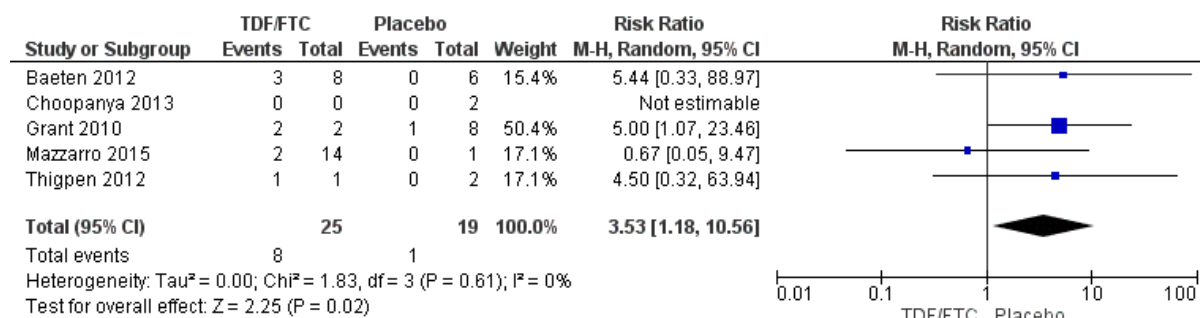 TDF/FTC Placebo Risk Ratio Risk Ratio
Study or Subgroup Events Total Events Total Weight M-H, Random, 95% CI M-H, Random, 95% CI
Baeten 2012 3 8 0 6 15.4% 5.44 [0.33, 88.97]
Choopanya 2013 0 0 0 2 Not estimable
Grant 2010 2 2 1 8 50.4% 5.00 [1.07, 23.46]
Mazzarro 2015 2 14 0 1 17.1% 0.67 [0.05, 9.47]
Thigpen 2012 1 1 0 2 17.1% 4.50 [0.32, 63.94]
Total (95% CI) 25 19 100.0% 3.53 [1.18, 10.56]
Total events 8 1
Heterogeneity: Tau² = 0.00; Chi² = 1.83, df = 3 (P = 0.61); I² = 0%
Test for overall effect: Z = 2.25 (P = 0.02)
0.01 0.1 1 10 100
TDF/FTC Placebo